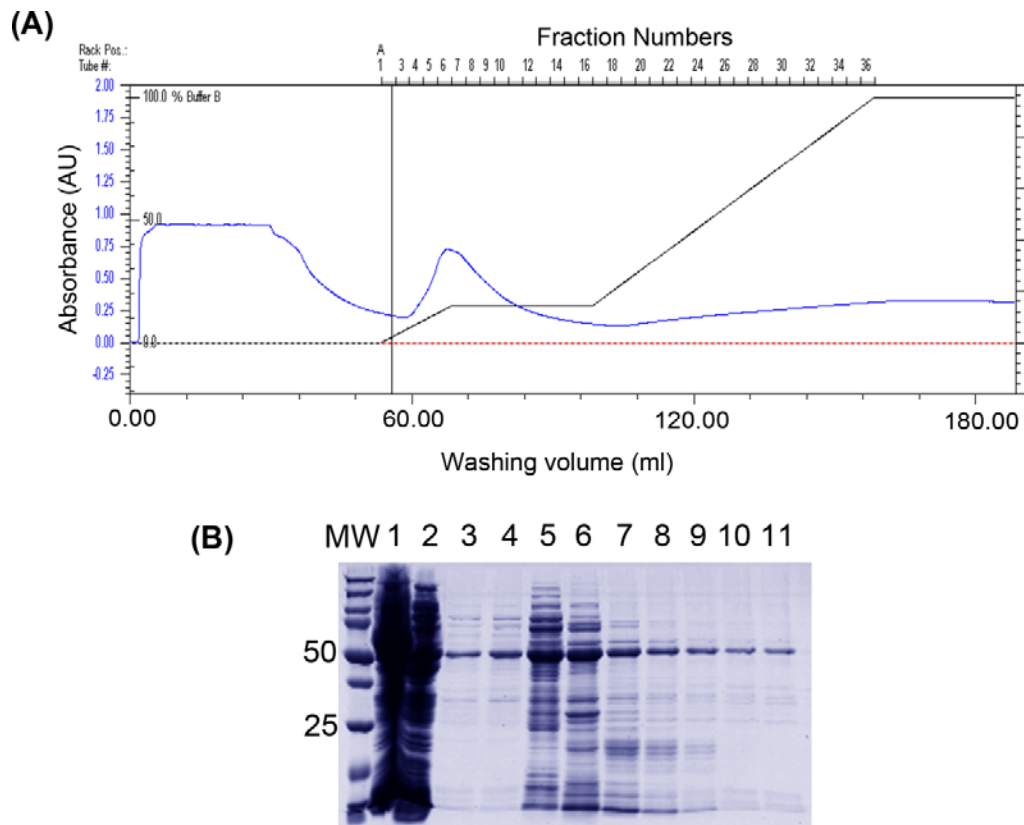 (A)
Fraction Numbers
Rack Pos.: A
Tube #: 1 3 4 5 6 7 8 9 10 12 14 16 18 20 22 24 26 28 30 32 34 36
2.00
1.75
1.50
1.25
1.00
0.75
0.50
0.25
0.00
-0.25
100.0 % Buffer B
50.0
0.0
Absorbance (AU)
0.00 60.00 120.00 180.00
Washing volume (ml)
(B)
MW 1 2 3 4 5 6 7 8 9 10 11
50
25